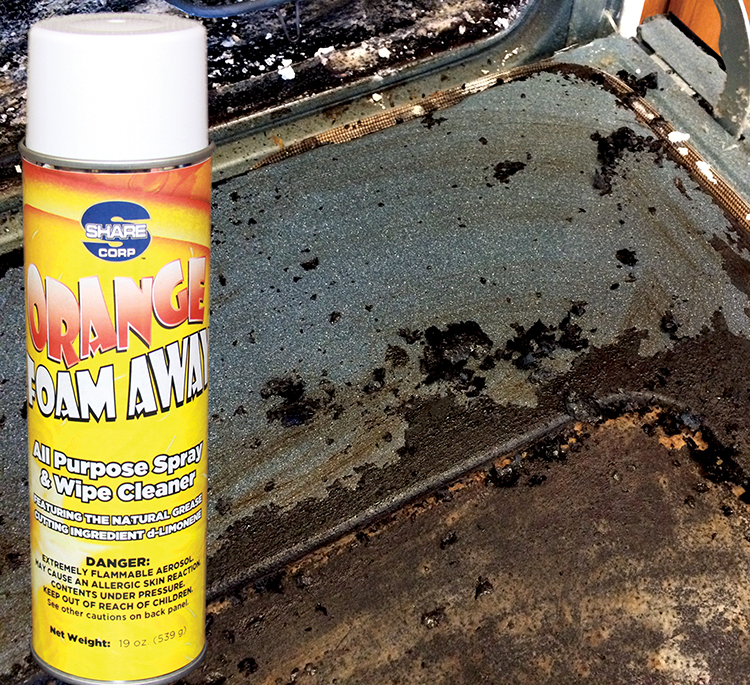 SHARE
CORP™
ORANGE
FOAM AWAY
All Purpose Spray
& Wipe Cleaner
FEATURING THE NATURAL GREASE
CUTTING INGREDIENT d-LIMONENE
DANGER:
EXTREMELY FLAMMABLE AEROSOL.
MAY CAUSE AN ALLERGIC SKIN REACTION.
CONTENTS UNDER PRESSURE.
KEEP OUT OF REACH OF CHILDREN.
See other cautions on back panel.
Net Weight: 19 oz. (539 g)